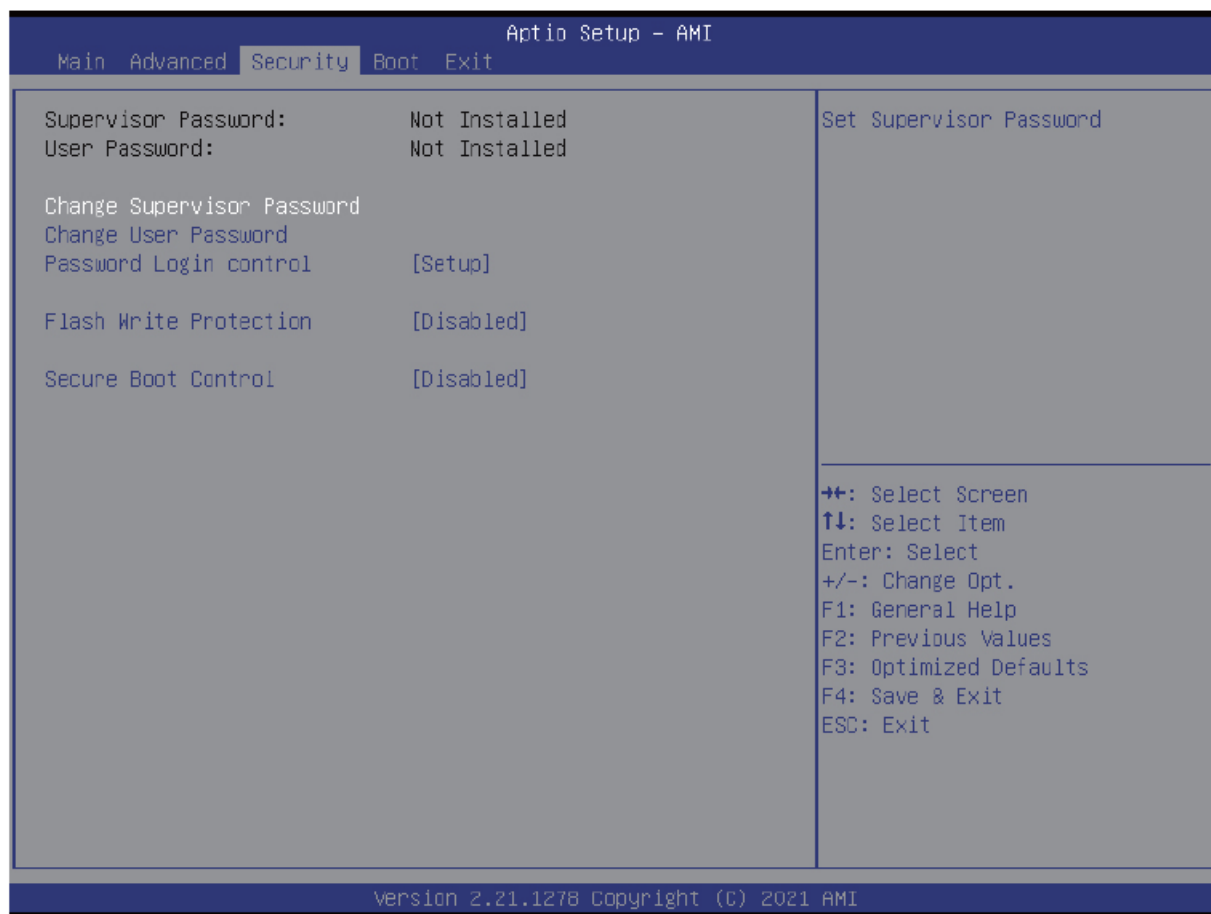 Aptio Setup – AMI
Main Advanced Security Boot Exit
Supervisor Password: Not Installed
User Password: Not Installed
Change Supervisor Password
Change User Password
Password Login control [Setup]
Flash Write Protection [Disabled]
Secure Boot Control [Disabled]
Set Supervisor Password
→←: Select Screen
↑↓: Select Item
Enter: Select
+/-: Change Opt.
F1: General Help
F2: Previous Values
F3: Optimized Defaults
F4: Save & Exit
ESC: Exit
Version 2.21.1278 Copyright (C) 2021 AMI